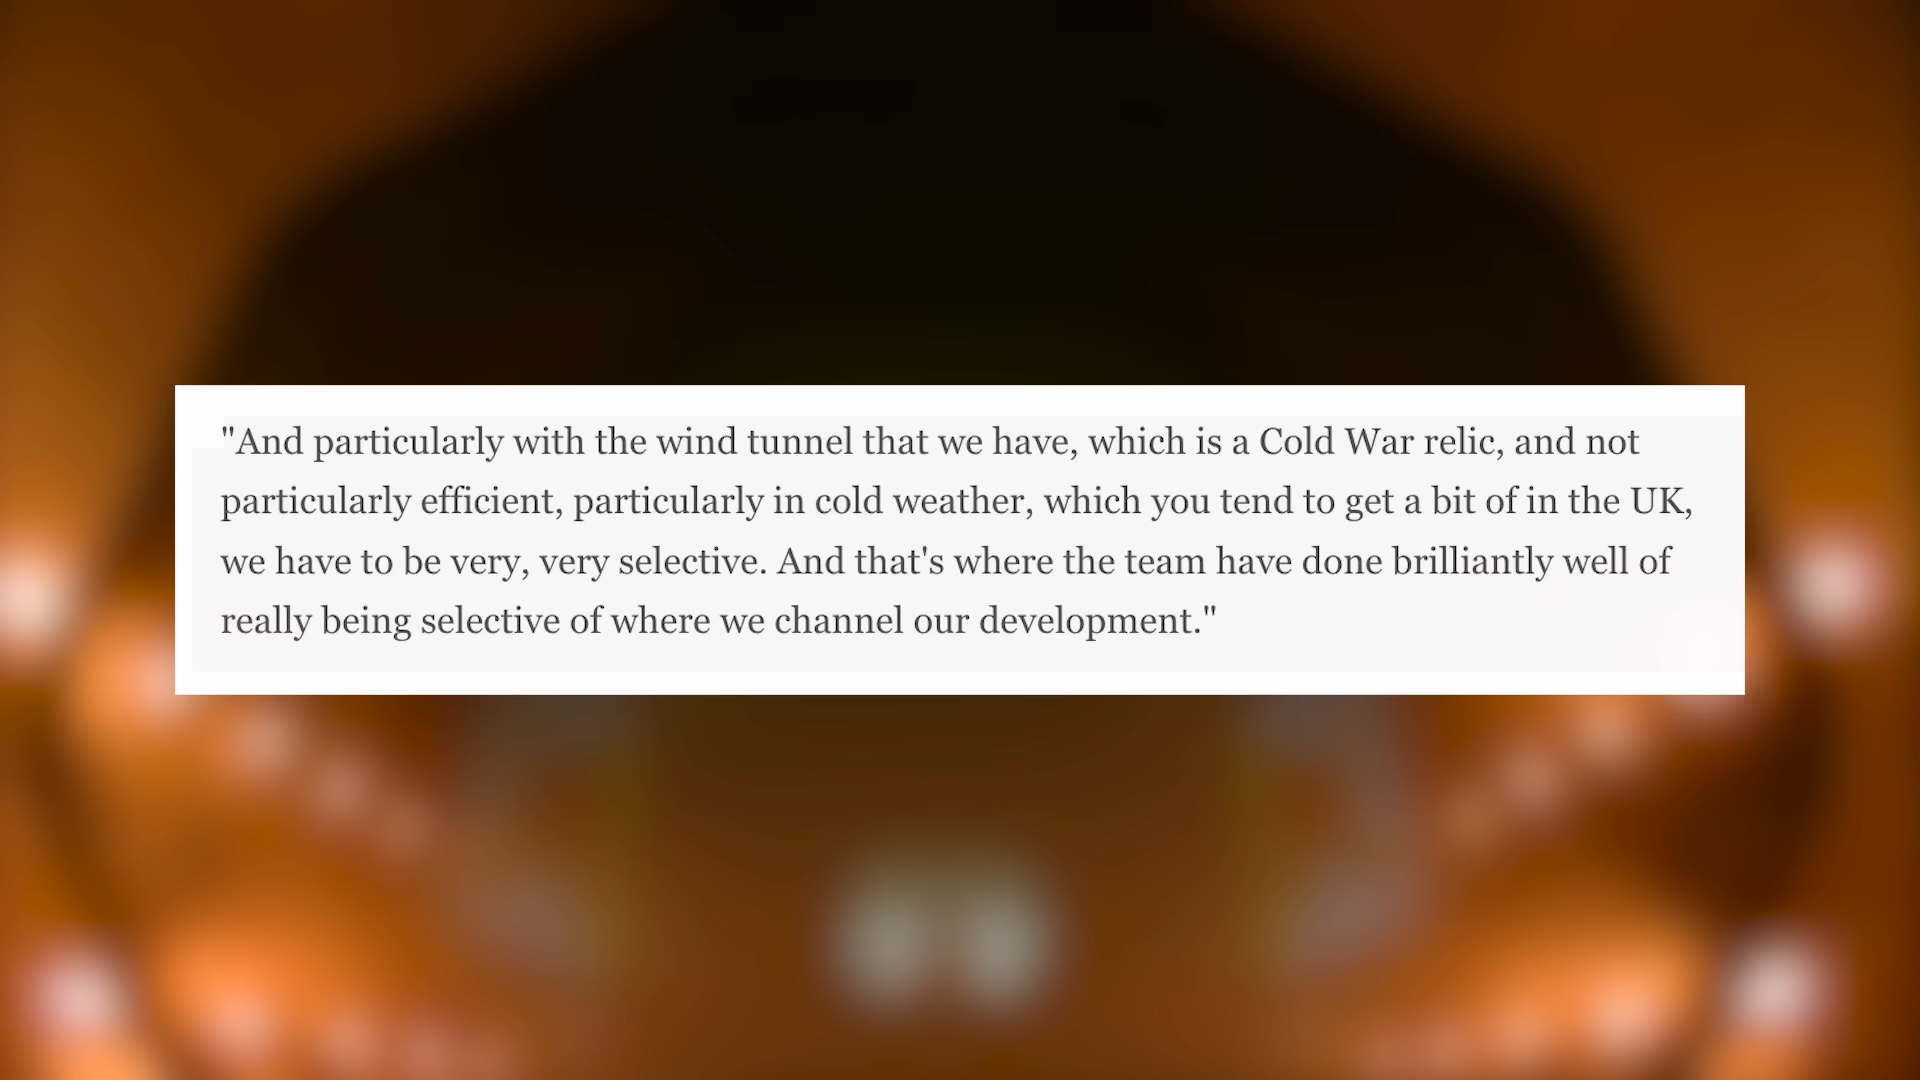 "And particularly with the wind tunnel that we have, which is a Cold War relic, and not
particularly efficient, particularly in cold weather, which you tend to get a bit of in the UK,
we have to be very, very selective. And that's where the team have done brilliantly well of
really being selective of where we channel our development."